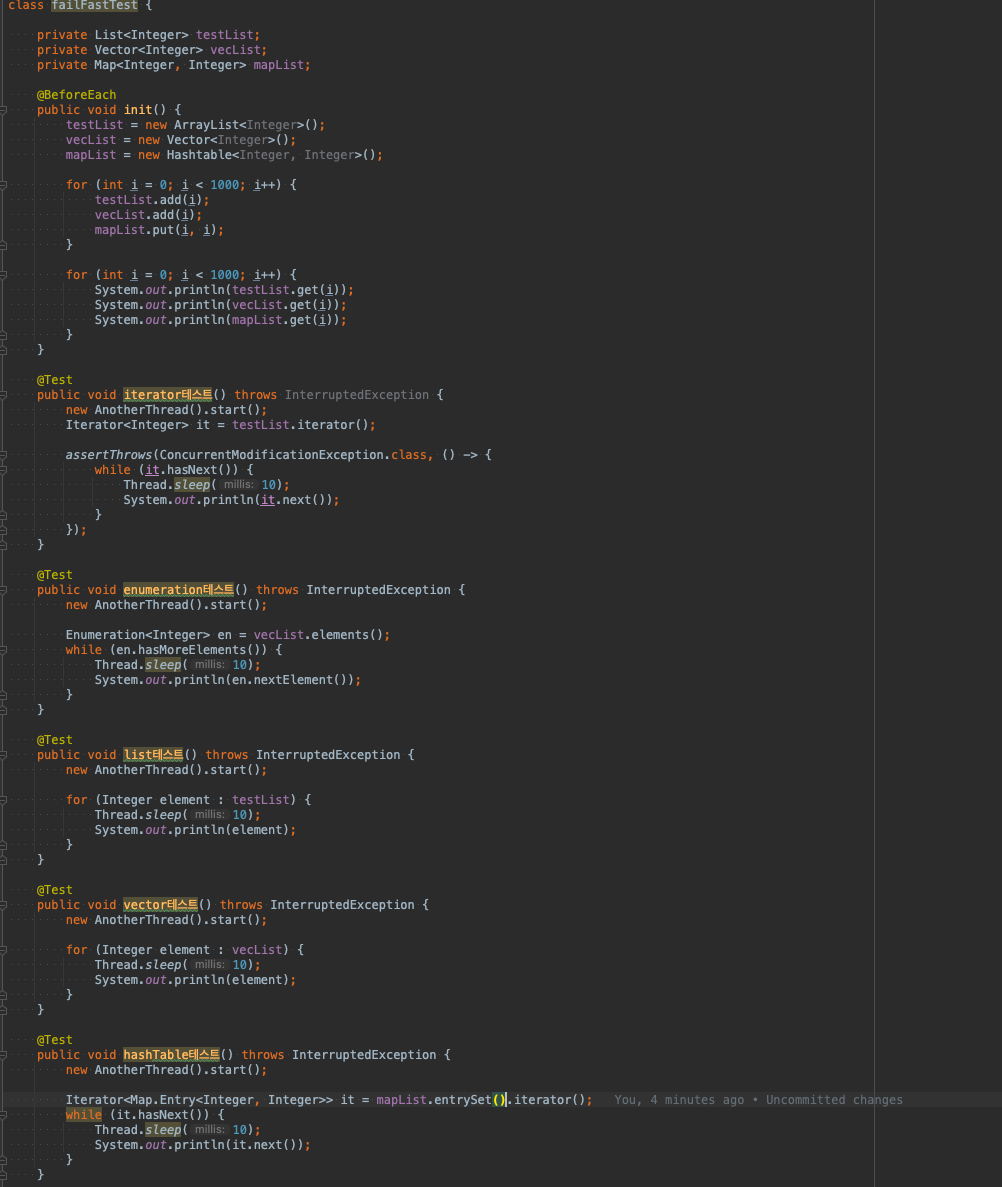 class failFastTest {
private List<Integer> testList;
private Vector<Integer> vecList;
private Map<Integer, Integer> mapList;
@BeforeEach
public void init() {
testList = new ArrayList<Integer>();
vecList = new Vector<Integer>();
mapList = new Hashtable<Integer, Integer>();
for (int i = 0; i < 1000; i++) {
testList.add(i);
vecList.add(i);
mapList.put(i, i);
}
for (int i = 0; i < 1000; i++) {
System.out.println(testList.get(i));
System.out.println(vecList.get(i));
System.out.println(mapList.get(i));
}
}
@Test
public void iterator테스트() throws InterruptedException {
new AnotherThread().start();
Iterator<Integer> it = testList.iterator();
assertThrows(ConcurrentModificationException.class, () -> {
while (it.hasNext()) {
Thread.sleep( millis: 10);
System.out.println(it.next());
}
});
}
@Test
public void enumeration테스트() throws InterruptedException {
new AnotherThread().start();
Enumeration<Integer> en = vecList.elements();
while (en.hasMoreElements()) {
Thread.sleep( millis: 10);
System.out.println(en.nextElement());
}
}
@Test
public void list테스트() throws InterruptedException {
new AnotherThread().start();
for (Integer element : testList) {
Thread.sleep( millis: 10);
System.out.println(element);
}
}
@Test
public void vector테스트() throws InterruptedException {
new AnotherThread().start();
for (Integer element : vecList) {
Thread.sleep( millis: 10);
System.out.println(element);
}
}
@Test
public void hashTable테스트() throws InterruptedException {
new AnotherThread().start();
Iterator<Map.Entry<Integer, Integer>> it = mapList.entrySet().iterator(); You, 4 minutes ago • Uncommitted changes
while (it.hasNext()) {
Thread.sleep( millis: 10);
System.out.println(it.next());
}
}